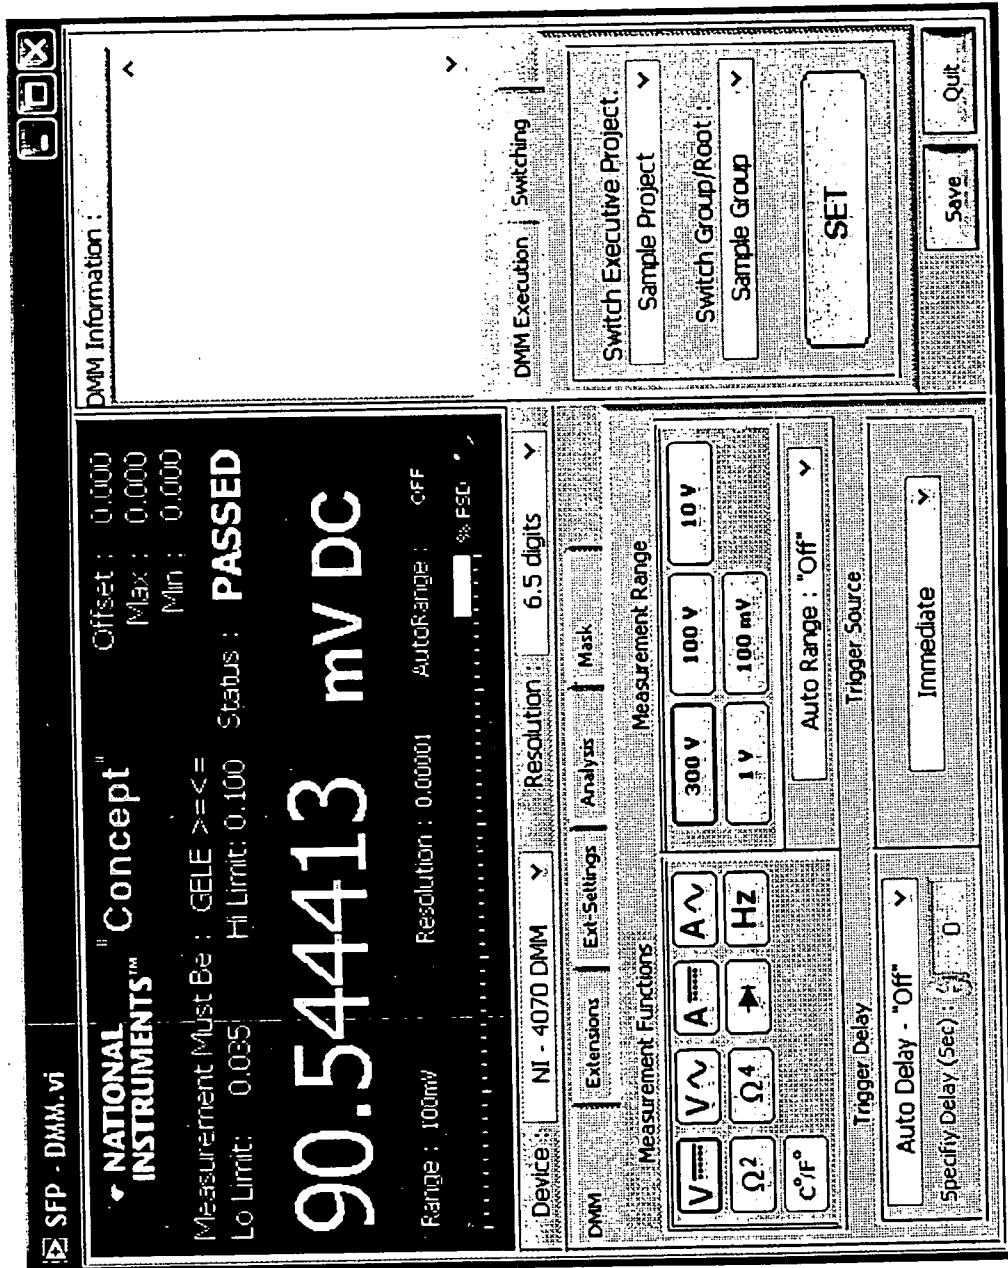 SFP - DMM.vi
NATIONAL INSTRUMENTS™
"Concept"
Offset : 0.000
Max : 0.000
Min : 0.000
Measurement Must Be : GELE >=<=
Lo Limit: 0.035 Hi Limit: 0.100 Status : PASSED
90.544413 mV DC
Range : 100mV Resolution : 0.00001 AutoRange : OFF
% FSD
DMM Information :
Device : NI - 4070 DMM Resolution : 6.5 digits
DMM Extensions Ext-Settings Analysis Mask
Measurement Functions
V V A A
Ω2 Ω4 Hz
C°/F°
Measurement Range
300 V 100 V 10 V
1 V 100 mV
Auto Range : "Off"
Trigger Delay
Auto Delay - "Off"
Specify Delay (Sec) 0
Trigger Source
Immediate
DMM Execution Switching
Switch Executive Project.
Sample Project
Switch Group/Root :
Sample Group
SET
Save Quit